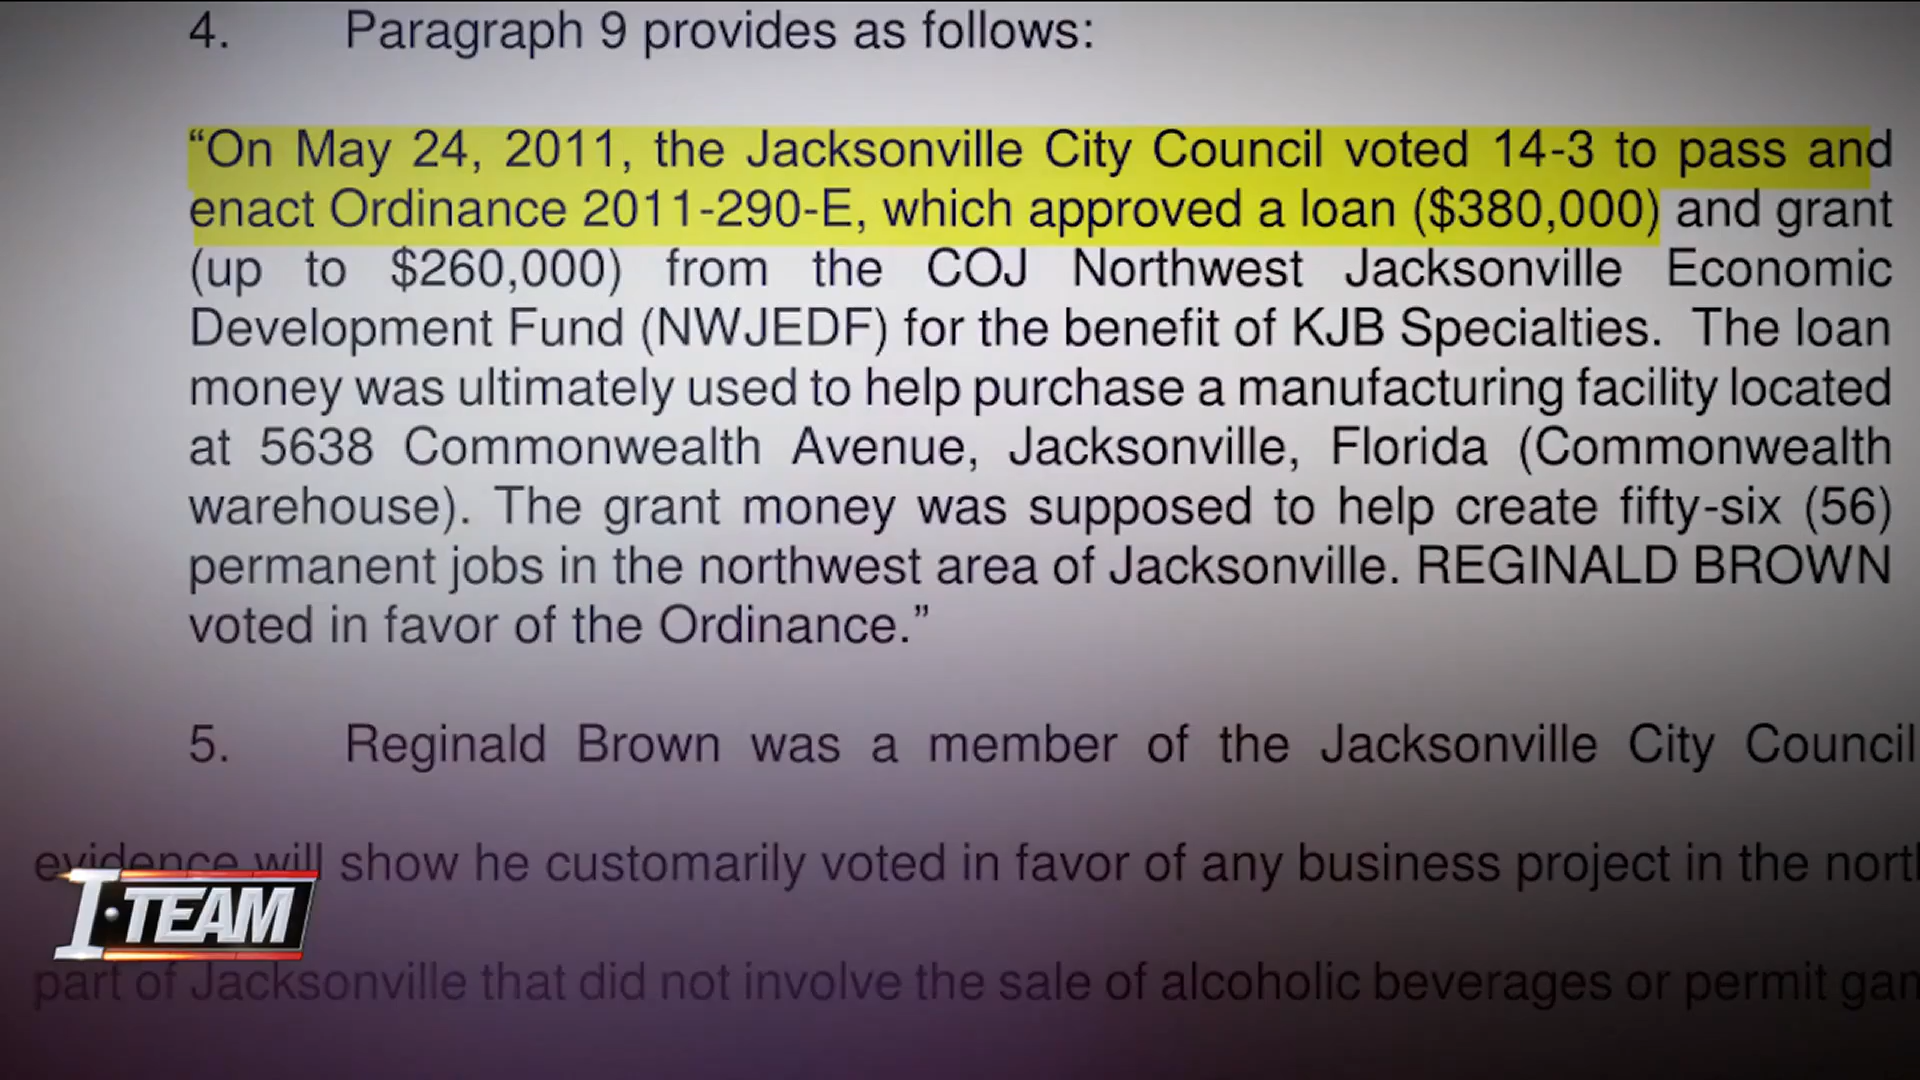 4. Paragraph 9 provides as follows:
“On May 24, 2011, the Jacksonville City Council voted 14-3 to pass and
enact Ordinance 2011-290-E, which approved a loan ($380,000) and grant
(up to $260,000) from the COJ Northwest Jacksonville Economic
Development Fund (NWJEDF) for the benefit of KJB Specialties. The loan
money was ultimately used to help purchase a manufacturing facility located
at 5638 Commonwealth Avenue, Jacksonville, Florida (Commonwealth
warehouse). The grant money was supposed to help create fifty-six (56)
permanent jobs in the northwest area of Jacksonville. REGINALD BROWN
voted in favor of the Ordinance.”
5. Reginald Brown was a member of the Jacksonville City Council
evidence will show he customarily voted in favor of any business project in the
I-TEAM
part of Jacksonville that did not involve the sale of alcoholic beverages or permit